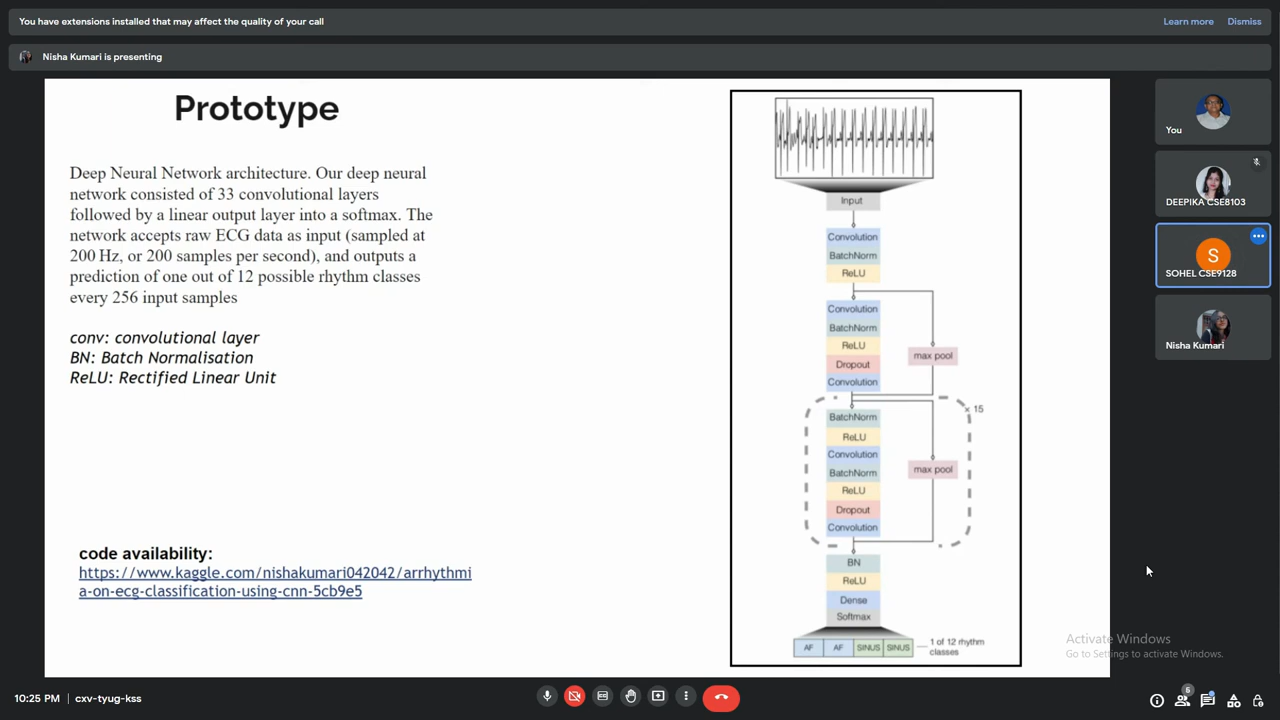 You have extensions installed that may affect the quality of your call
Learn more
Dismiss
Nisha Kumari is presenting
Prototype
Deep Neural Network architecture. Our deep neural
network consisted of 33 convolutional layers
followed by a linear output layer into a softmax. The
network accepts raw ECG data as input (sampled at
200 Hz, or 200 samples per second), and outputs a
prediction of one out of 12 possible rhythm classes
every 256 input samples
conv: convolutional layer
BN: Batch Normalisation
ReLU: Rectified Linear Unit
code availability:
https://www.kaggle.com/nishakumari042042/arrhythmi
a-on-ecg-classification-using-cnn-5cb9e5
Input
Convolution
BatchNorm
ReLU
Convolution
BatchNorm
ReLU
Dropout
Convolution
max pool
× 15
BatchNorm
ReLU
Convolution
BatchNorm
ReLU
Dropout
Convolution
max pool
BN
ReLU
Dense
Softmax
AF AF SINUS SINUS
1 of 12 rhythm
classes
You
DEEPIKA CSE8103
S
SOHEL CSE9128
Nisha Kumari
Activate Windows
Go to Settings to activate Windows.
10:25 PM | cxv-tyug-kss
6